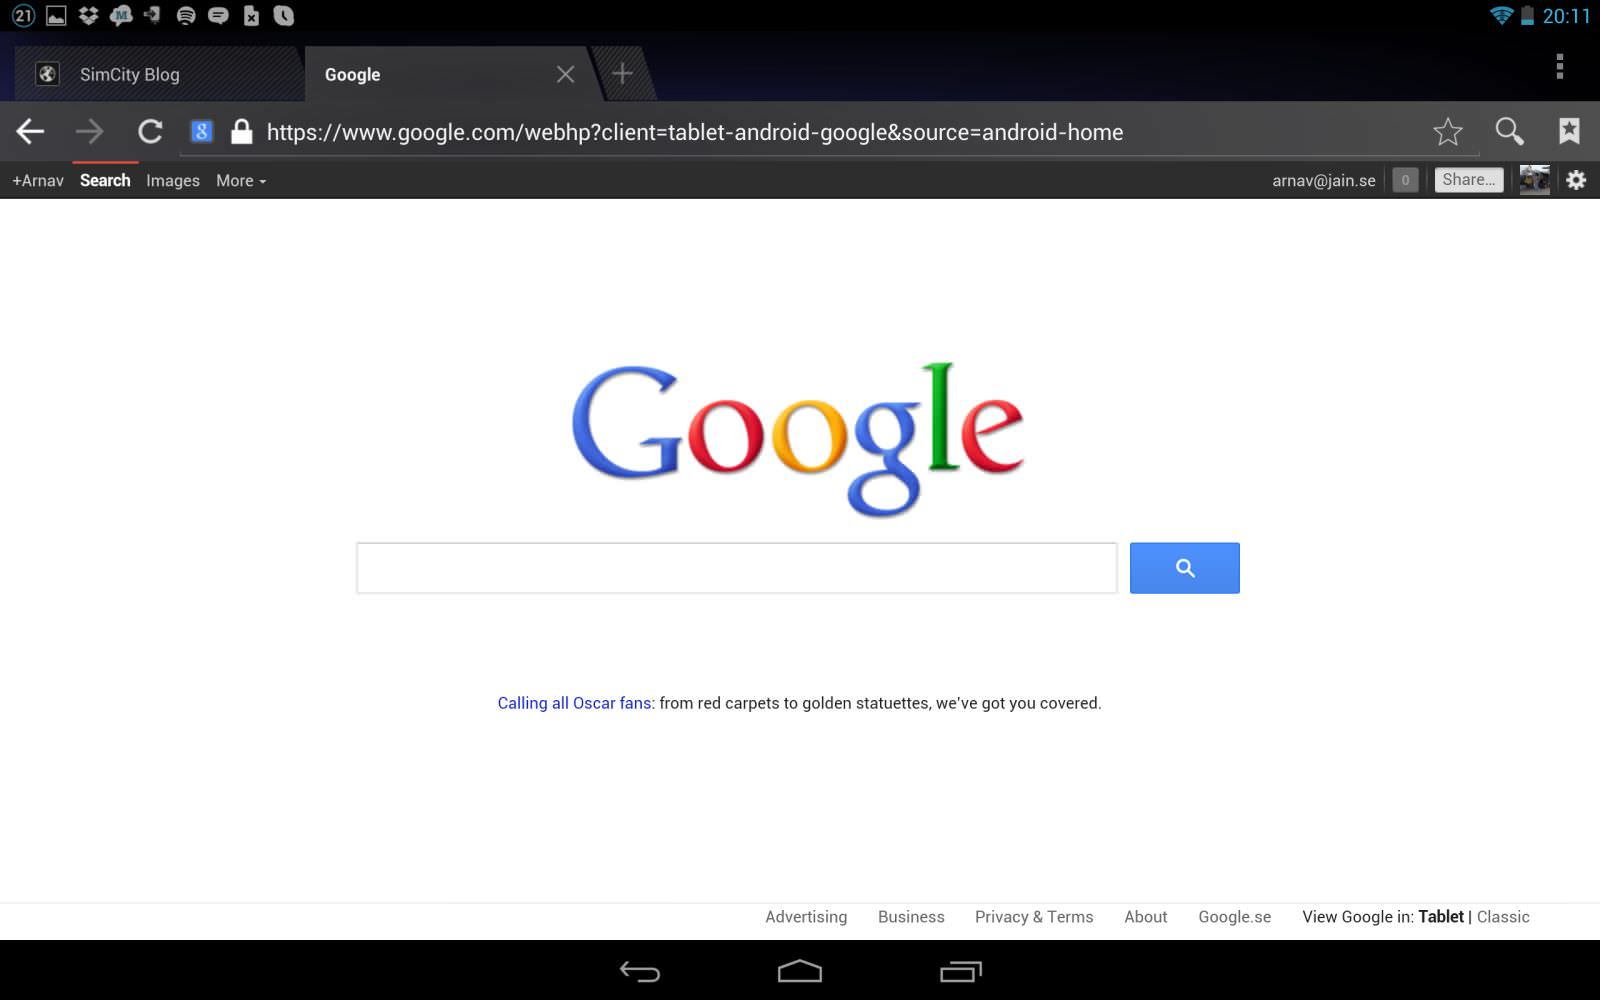 21 20:11
SimCity Blog Google
https://www.google.com/webhp?client=tablet-android-google&source=android-home
+Arnav Search Images More arnav@jain.se 0 Share...
Google
Calling all Oscar fans: from red carpets to golden statuettes, we've got you covered.
Advertising Business Privacy & Terms About Google.se View Google in: Tablet | Classic